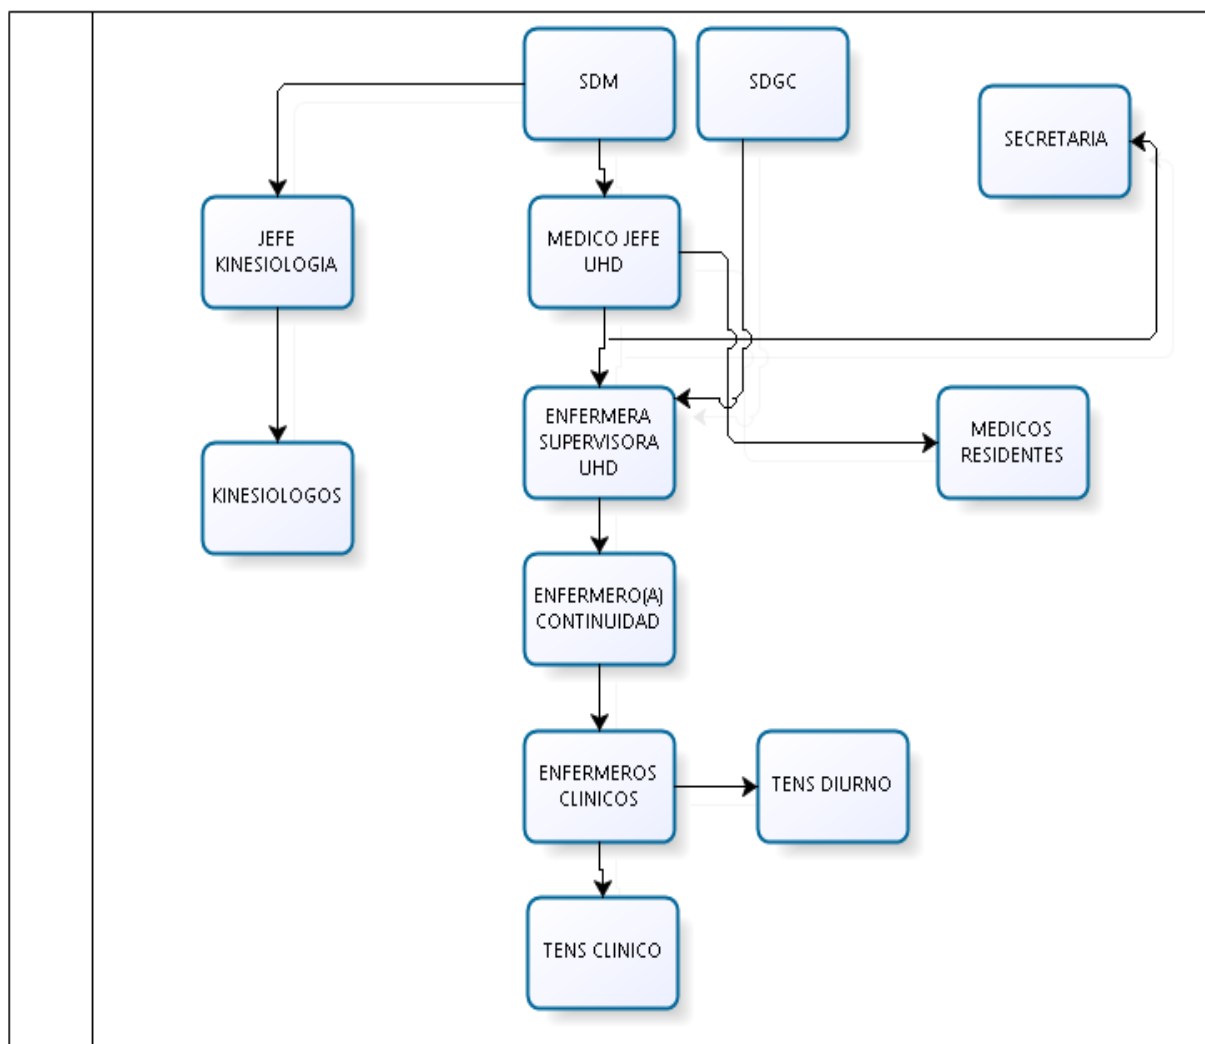 SDM
SDGC
SECRETARIA
JEFE
KINESIOLOGIA
MEDICO JEFE
UHD
ENFERMERA
SUPERVISORA
UHD
MEDICOS
RESIDENTES
KINESIOLOGOS
ENFERMERO(A)
CONTINUIDAD
ENFERMEROS
CLINICOS
TENS DIURNO
TENS CLINICO